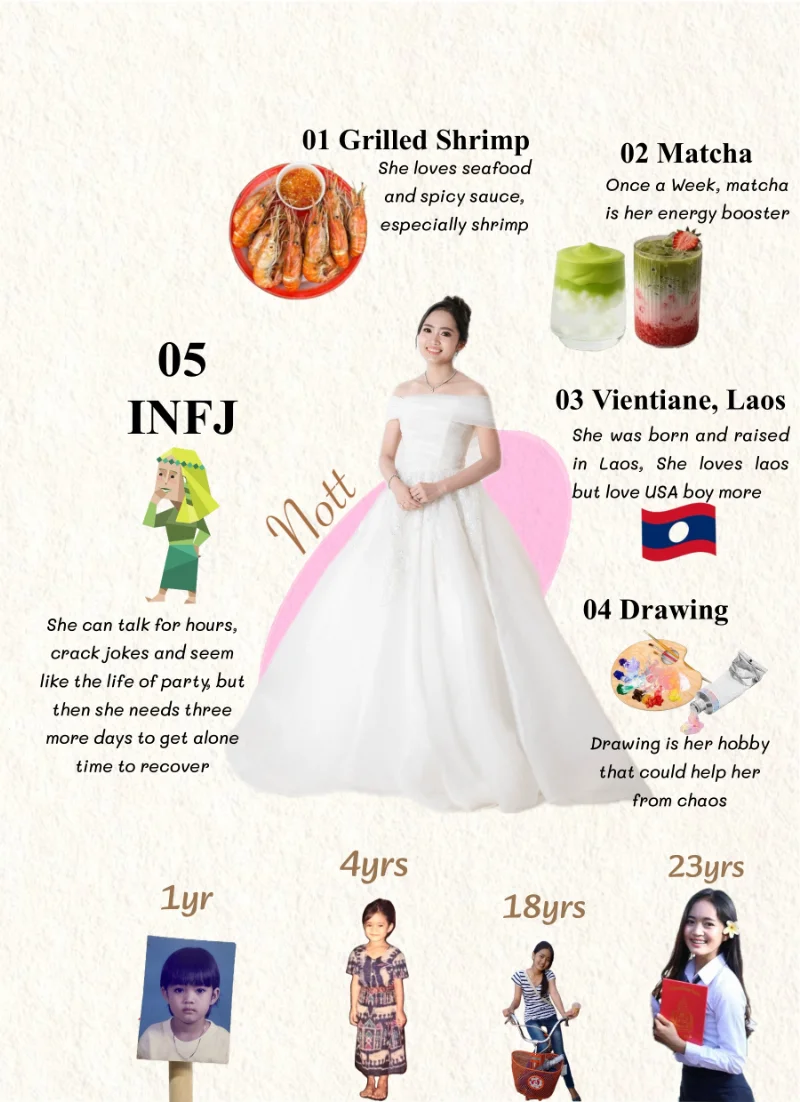 01 Grilled Shrimp
She loves seafood
and spicy sauce,
especially shrimp
02 Matcha
Once a Week, matcha
is her energy booster
03 Vientiane, Laos
She was born and raised
in Laos, She loves laos
but love USA boy more
04 Drawing
Drawing is her hobby
that could help her
from chaos
05
INFJ
She can talk for hours,
crack jokes and seem
like the life of party, but
then she needs three
more days to get alone
time to recover
Nott
1yr
4yrs
18yrs
23yrs